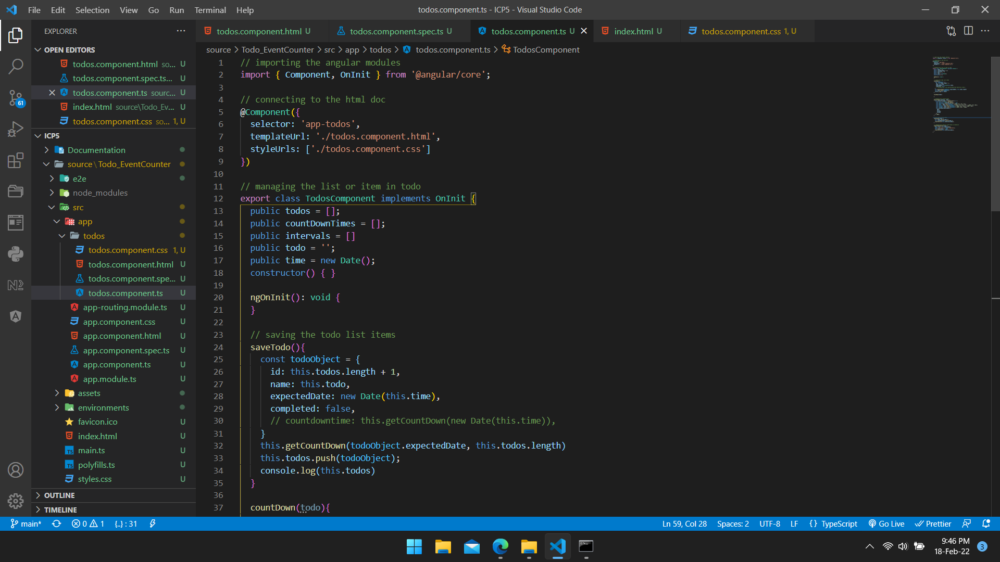 File Edit Selection View Go Run Terminal Help
todos.component.ts - ICP5 - Visual Studio Code
EXPLORER
OPEN EDITORS
todos.component.html so... U
todos.component.spec.ts... U
todos.component.ts sourc... U
index.html source\Todo_Ev... U
todos.component.css so... 1, U
ICP5
Documentation
source \ Todo_EventCounter
e2e
node_modules
src
app
todos
todos.component.css 1, U
todos.component.html U
todos.component.spe... U
todos.component.ts U
app-routing.module.ts U
app.component.css U
app.component.html U
app.component.spec.ts U
app.component.ts U
app.module.ts U
assets
environments
favicon.ico U
index.html U
main.ts U
polyfills.ts U
styles.css U
OUTLINE
TIMELINE
61
todos.component.html U todos.component.spec.ts U todos.component.ts U index.html U todos.component.css 1, U
source > Todo_EventCounter > src > app > todos > todos.component.ts > TodosComponent
1 // importing the angular modules
2 import { Component, OnInit } from '@angular/core';
3
4 // connecting to the html doc
5 @Component({
6 selector: 'app-todos',
7 templateUrl: './todos.component.html',
8 styleUrls: ['./todos.component.css']
9 })
10
11 // managing the list or item in todo
12 export class TodosComponent implements OnInit {
13 public todos = [];
14 public countDownTimes = [];
15 public intervals = []
16 public todo = '';
17 public time = new Date();
18 constructor() { }
19
20 ngOnInit(): void {
21 }
22
23 // saving the todo list items
24 saveTodo(){
25 const todoObject = {
26 id: this.todos.length + 1,
27 name: this.todo,
28 expectedDate: new Date(this.time),
29 completed: false,
30 // countdowntime: this.getCountDown(new Date(this.time)),
31 }
32 this.getCountDown(todoObject.expectedDate, this.todos.length)
33 this.todos.push(todoObject);
34 console.log(this.todos)
35 }
36
37 countDown(todo){
main* 0 1 {..} : 31 Ln 59, Col 28 Spaces: 2 UTF-8 LF {} TypeScript Go Live Prettier
9:46 PM
18-Feb-22
3